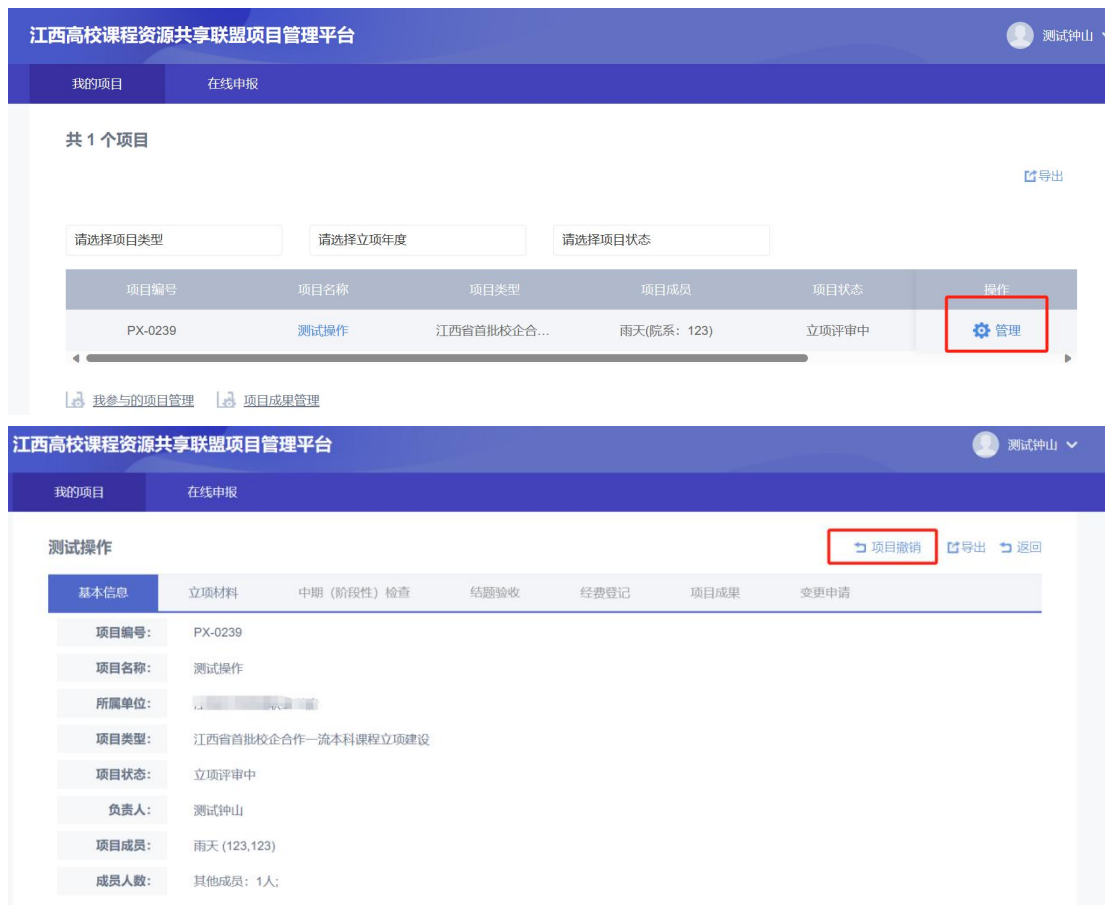 江西高校课程资源共享联盟项目管理平台 测试钟山
我的项目 在线申报
共 1 个项目
导出
请选择项目类型 请选择立项年度 请选择项目状态
项目编号 项目名称 项目类型 项目成员 项目状态 操作
PX-0239 测试操作 江西省首批校企合... 雨天(院系：123) 立项评审中 管理
我参与的项目管理 项目成果管理
江西高校课程资源共享联盟项目管理平台 测试钟山
我的项目 在线申报
测试操作 项目撤销 导出 返回
基本信息 立项材料 中期（阶段性）检查 结题验收 经费登记 项目成果 变更申请
项目编号： PX-0239
项目名称： 测试操作
所属单位：
项目类型： 江西省首批校企合作一流本科课程立项建设
项目状态： 立项评审中
负责人： 测试钟山
项目成员： 雨天 (123,123)
成员人数： 其他成员：1人;